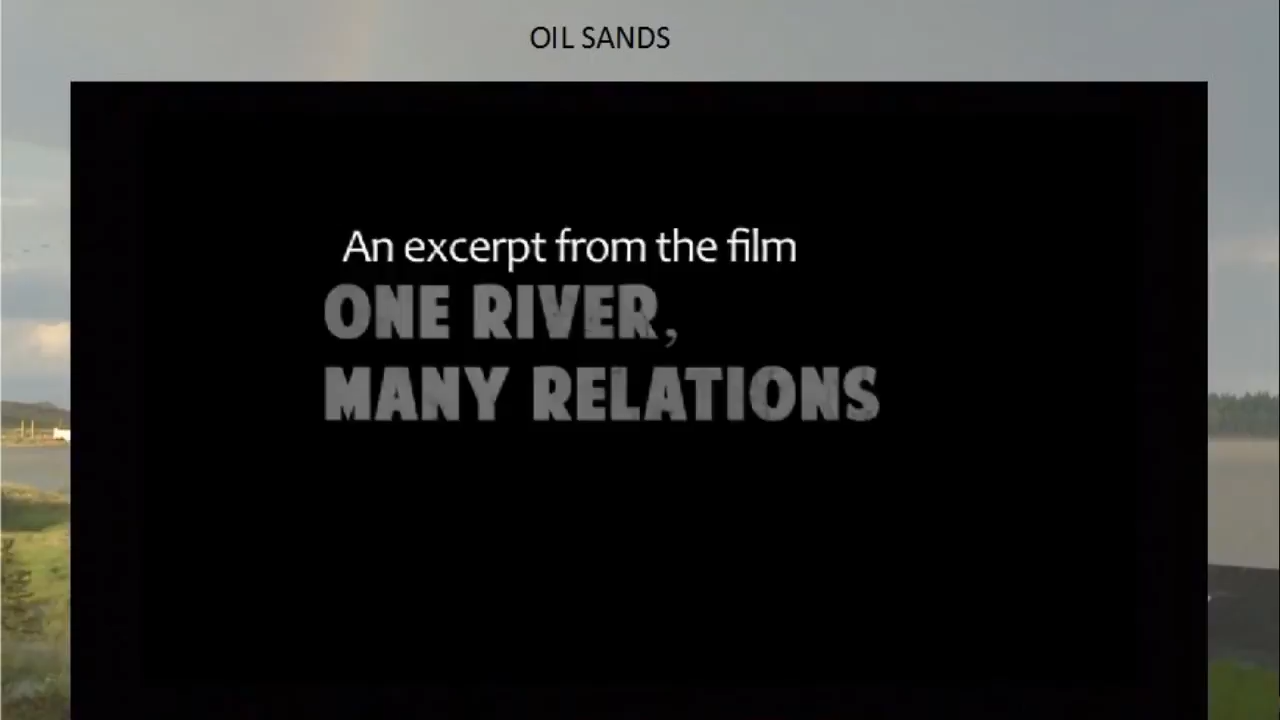 OIL SANDS
An excerpt from the film
ONE RIVER,
MANY RELATIONS